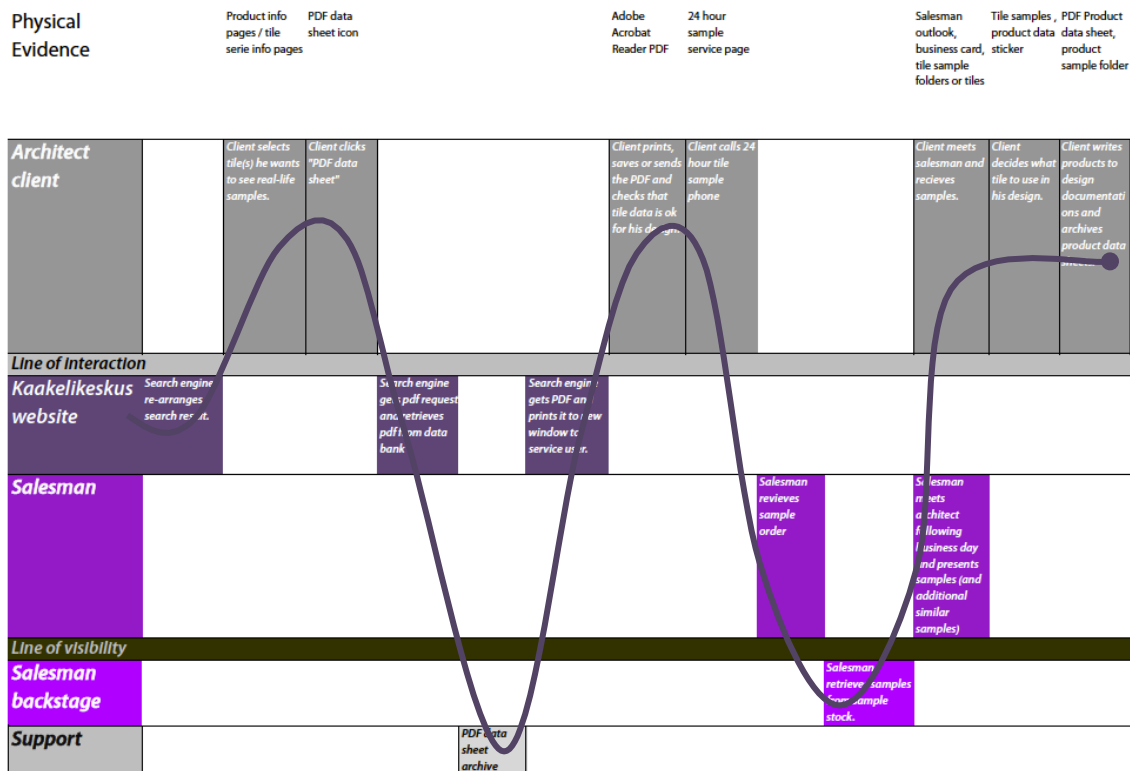 Physical
Evidence
Product info
pages / tile
serie info pages
PDF data
sheet icon
Adobe
Acrobat
Reader PDF
24 hour
sample
service page
Salesman
outlook,
business card,
tile sample
folders or tiles
Tile samples ,
product data
sticker
PDF Product
data sheet,
product
sample folder
Architect
client
Client selects
tile(s) he wants
to see real-life
samples.
Client clicks
"PDF data
sheet"
Client prints,
saves or sends
the PDF and
checks that
tile data is ok
for his design.
Client calls 24
hour tile
sample
phone
Client meets
salesman and
recieves
samples.
Client
decides what
tile to use in
his design.
Client writes
products to
design
documentati
ons and
archives
product data
Line of interaction
Kaakelikeskus
website
Search engine
re-arranges
search result.
Search engine
gets pdf request
and retrieves
pdf from data
bank
Search engine
gets PDF and
prints it to new
window to
service user.
Salesman
Salesman
revieves
sample
order
Salesman
meets
architect
following
business day
and presents
samples (and
additional
similar
samples)
Line of visibility
Salesman
backstage
Salesman
retrieves samples
from sample
stock.
Support
PDF data
sheet
archive